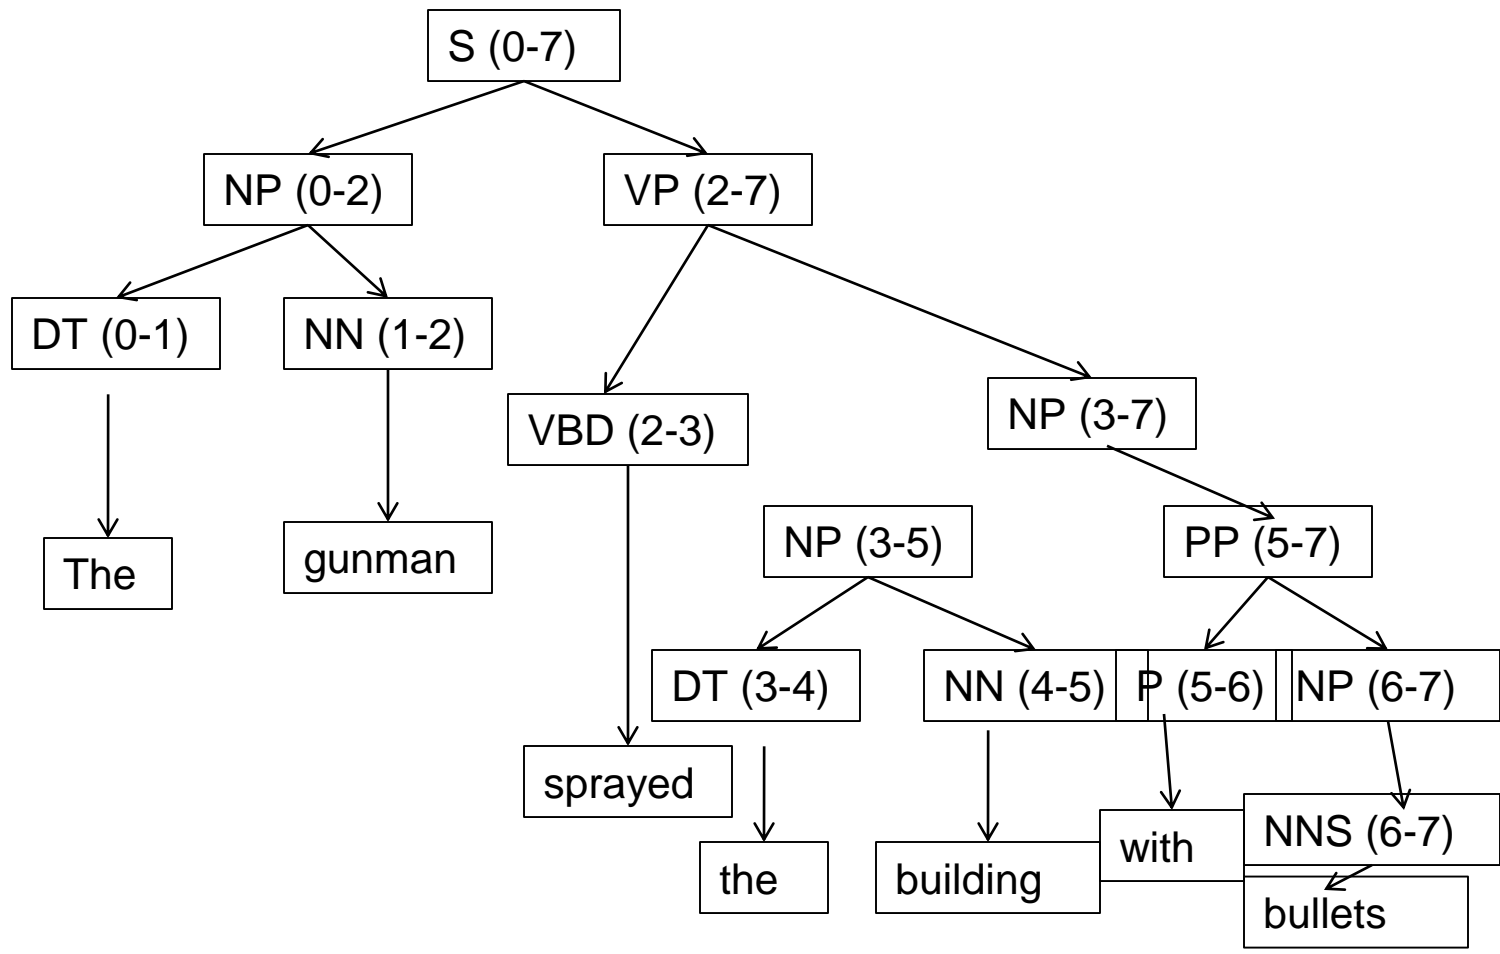 S (0-7)
NP (0-2)
VP (2-7)
DT (0-1)
NN (1-2)
VBD (2-3)
NP (3-7)
The
gunman
NP (3-5)
PP (5-7)
DT (3-4)
NN (4-5)
P (5-6)
NP (6-7)
sprayed
the
building
with
NNS (6-7)
bullets